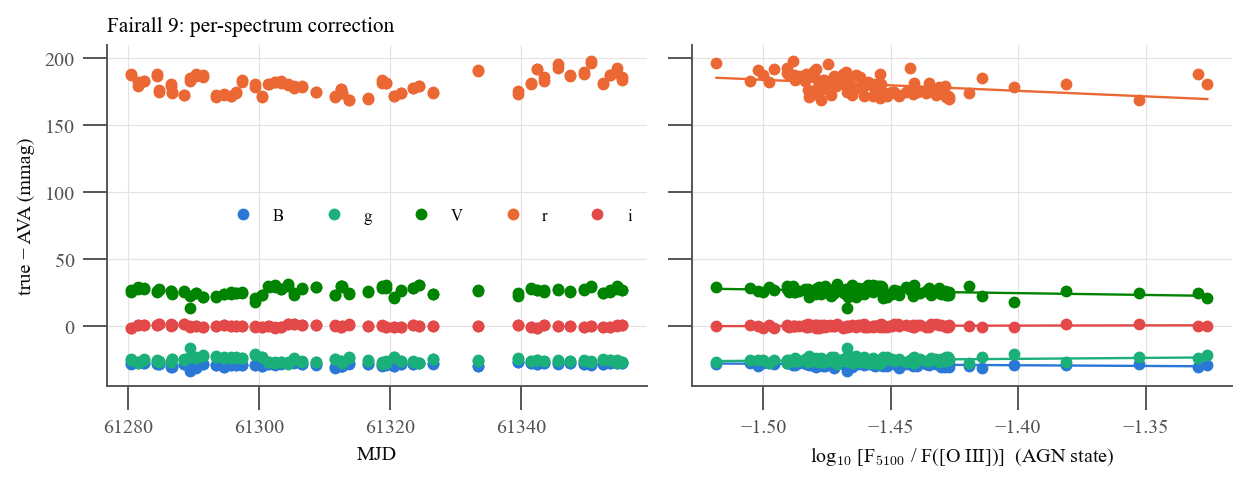 Fairall 9: per-spectrum correction
true − AVA (mmag)
200
150
100
50
0
B g V r i
61280 61300 61320 61340
MJD
−1.50 −1.45 −1.40 −1.35
log₁₀ [F₅₁₀₀ / F([O III])] (AGN state)